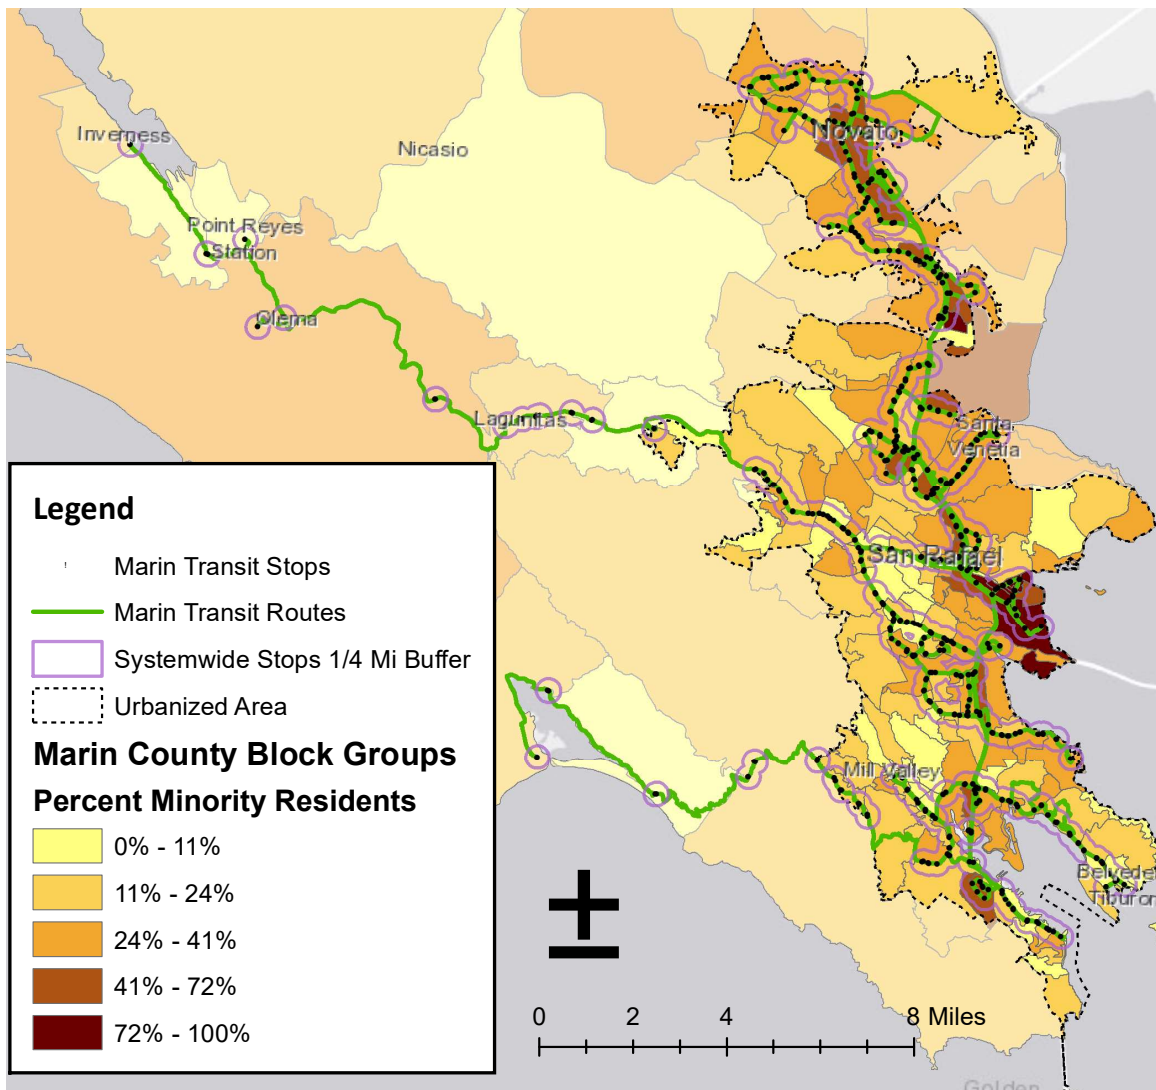 Inverness
Nicasio
Novato
Point Reyes
Station
Olema
Lagunitas
Santa
Venetia
San Rafael
Mill Valley
Belveder
Tiburon
Golden
Legend
Marin Transit Stops
Marin Transit Routes
Systemwide Stops 1/4 Mi Buffer
Urbanized Area
Marin County Block Groups
Percent Minority Residents
0% - 11%
11% - 24%
24% - 41%
41% - 72%
72% - 100%
±
0 2 4 8 Miles